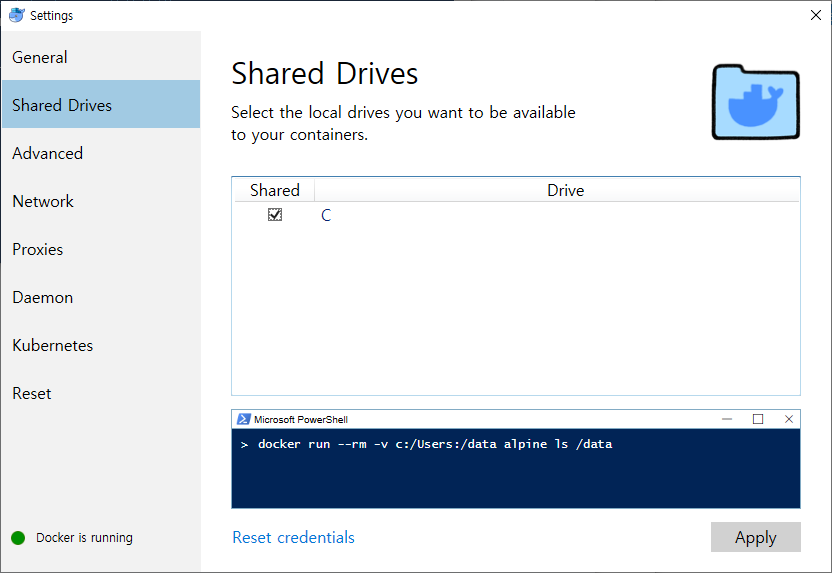 Settings
General
Shared Drives
Advanced
Network
Proxies
Daemon
Kubernetes
Reset
Docker is running
Shared Drives
Select the local drives you want to be available
to your containers.
Shared Drive
C
Microsoft PowerShell
> docker run --rm -v c:/Users:/data alpine ls /data
Reset credentials
Apply